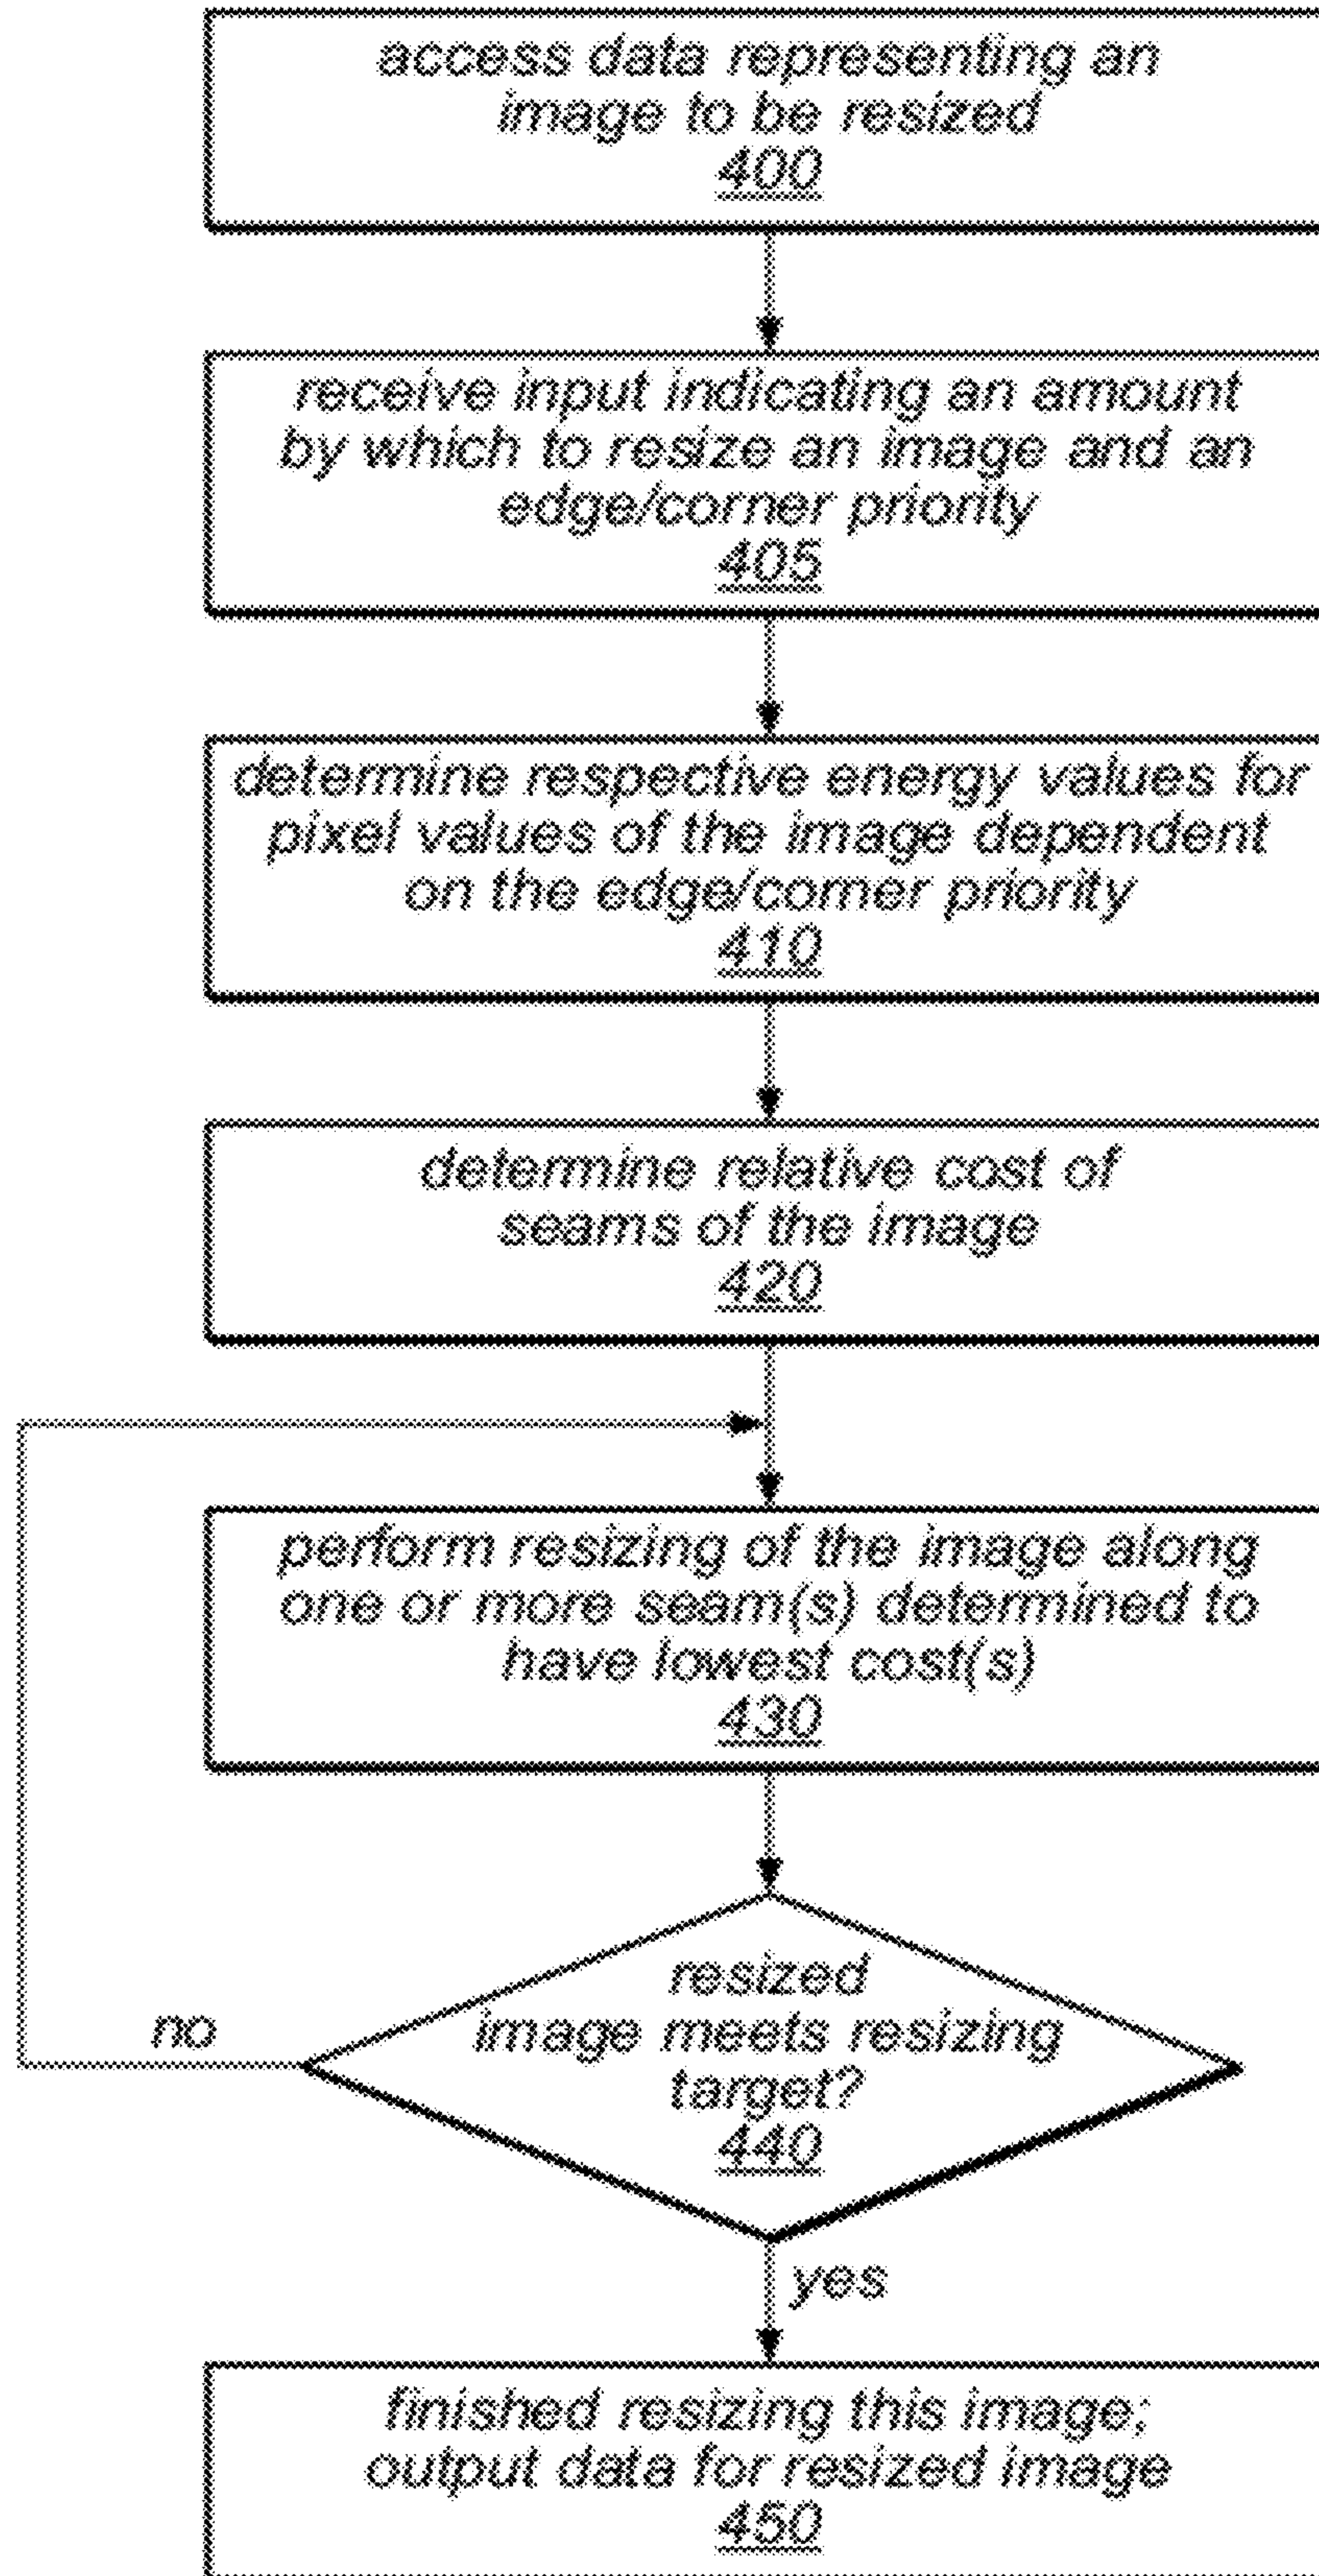 access data representing an
image to be resized
400
receive input indicating an amount
by which to resize an image and an
edge/corner priority
405
determine respective energy values for
pixel values of the image dependent
on the edge/corner priority
410
determine relative cost of
seams of the image
420
perform resizing of the image along
one or more seam(s) determined to
have lowest cost(s)
430
resized
image meets resizing
target?
440
no
yes
finished resizing this image;
output data for resized image
450